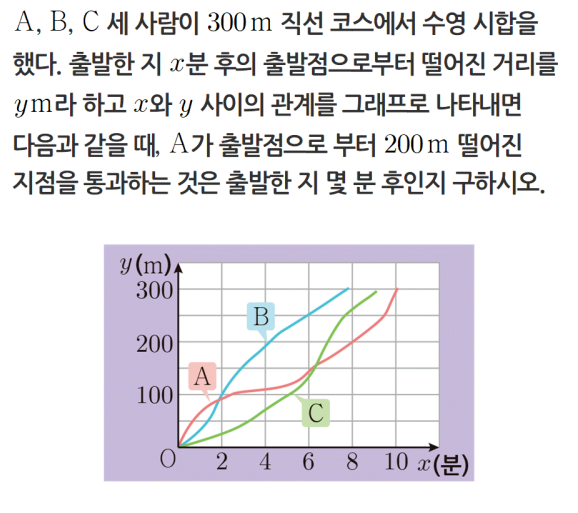 A, B, C 세 사람이 300 m 직선 코스에서 수영 시합을
했다. 출발한 지 x분 후의 출발점으로부터 떨어진 거리를
y m라 하고 x와 y 사이의 관계를 그래프로 나타내면
다음과 같을 때, A가 출발점으로 부터 200 m 떨어진
지점을 통과하는 것은 출발한 지 몇 분 후인지 구하시오.
y(m)
300
B
200
A
100
C
O 2 4 6 8 10 x(분)